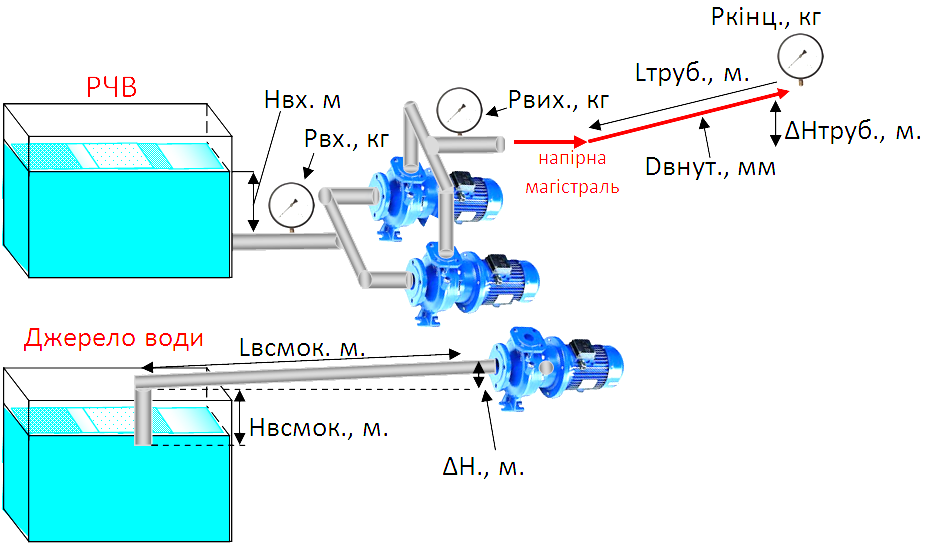 Ркінц., кг
Lтруб., м.
РЧВ
Нвх. м
Рвих., кг
Рвх., кг
ΔНтруб., м.
напірна
магістраль
Dвнут., мм
Джерело води
Lвсмок. м.
Нвсмок., м.
ΔН., м.